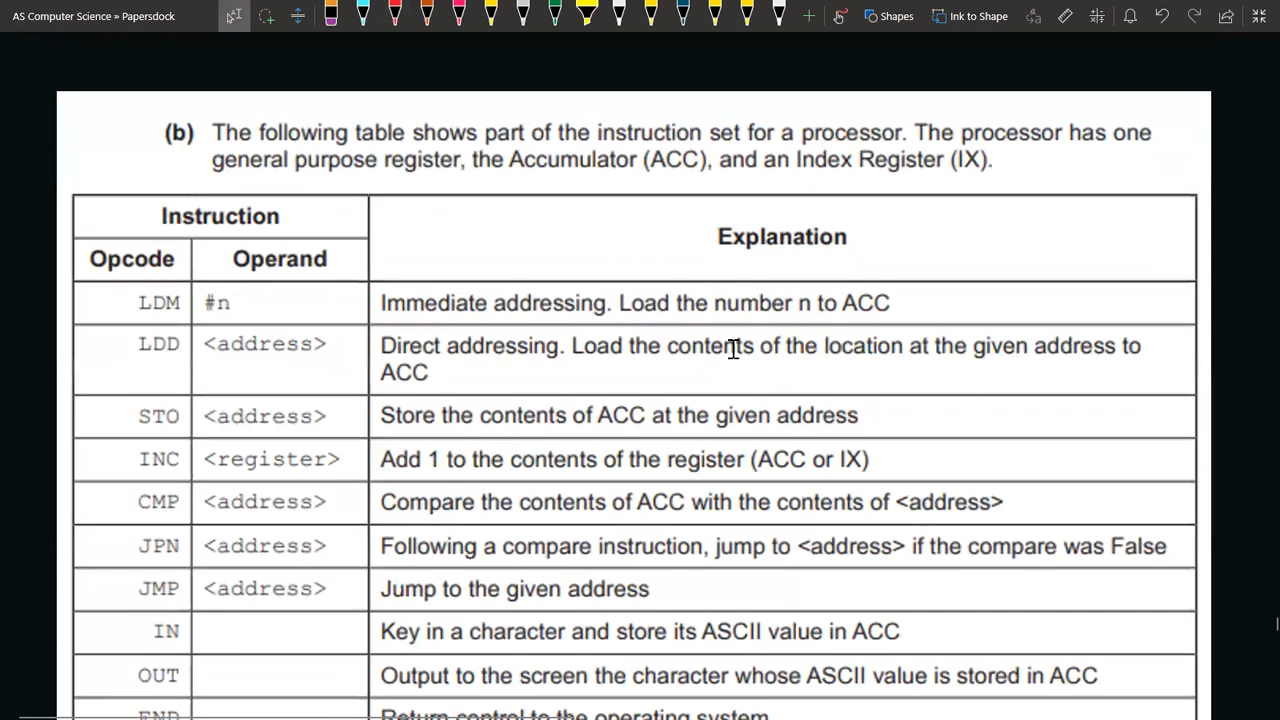 AS Computer Science » Papersdock
Shapes
Ink to Shape
(b) The following table shows part of the instruction set for a processor. The processor has one
general purpose register, the Accumulator (ACC), and an Index Register (IX).
Instruction
Explanation
Opcode Operand
LDM #n Immediate addressing. Load the number n to ACC
LDD <address> Direct addressing. Load the contents of the location at the given address to
ACC
STO <address> Store the contents of ACC at the given address
INC <register> Add 1 to the contents of the register (ACC or IX)
CMP <address> Compare the contents of ACC with the contents of <address>
JPN <address> Following a compare instruction, jump to <address> if the compare was False
JMP <address> Jump to the given address
IN Key in a character and store its ASCII value in ACC
OUT Output to the screen the character whose ASCII value is stored in ACC
END Return control to the operating system